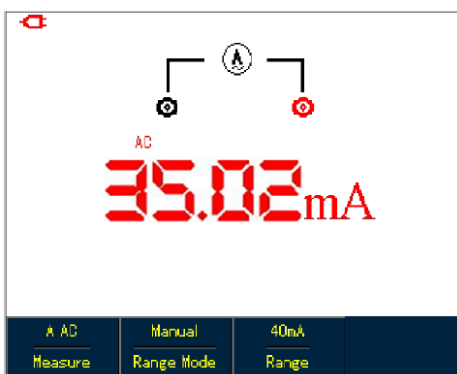 A
AC
35.02mA
A AC Manual 40mA
Measure Range Mode Range